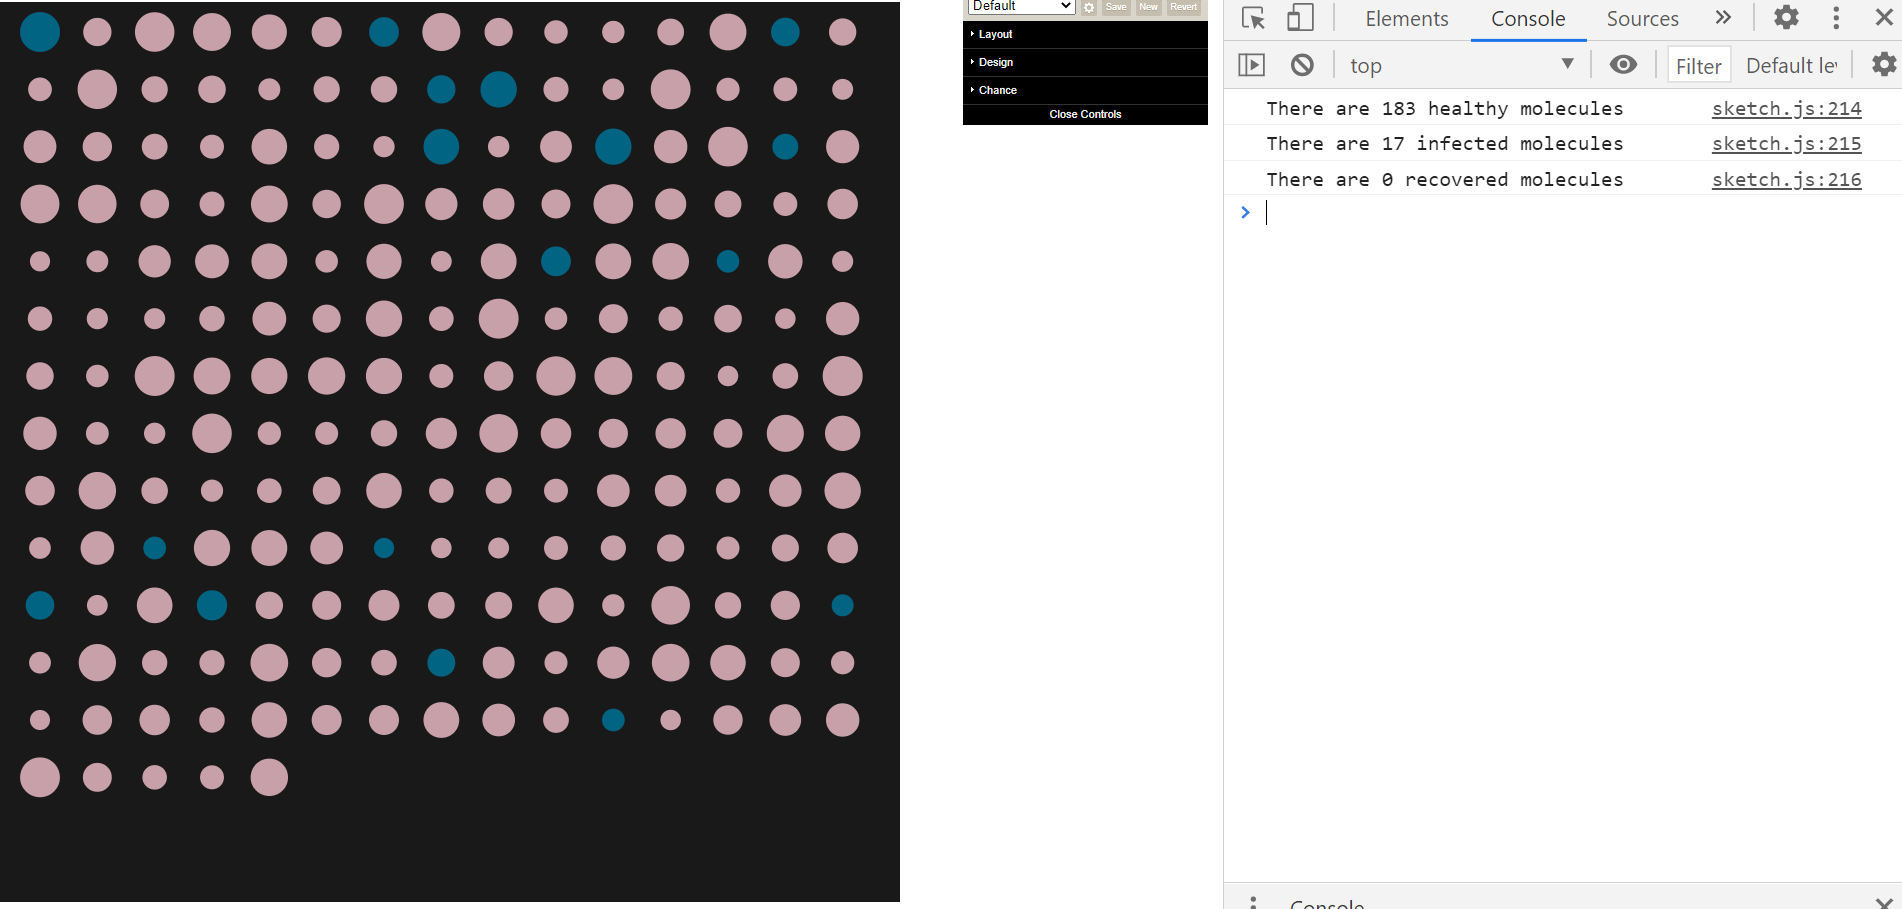 Default Save New Revert
Layout
Design
Chance
Close Controls
Elements Console Sources
top Filter Default le
There are 183 healthy molecules sketch.js:214
There are 17 infected molecules sketch.js:215
There are 0 recovered molecules sketch.js:216
Console